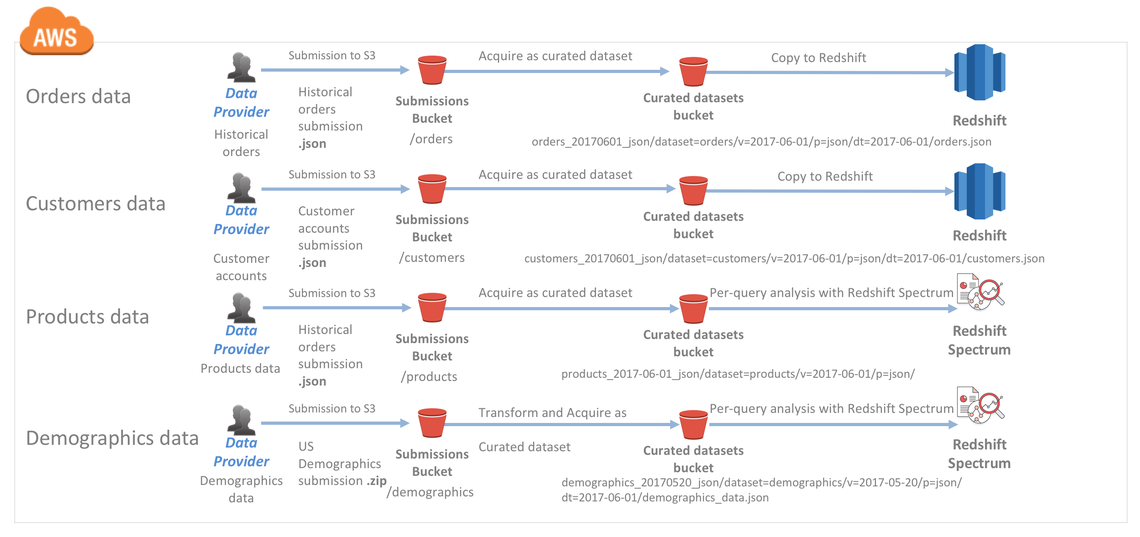 AWS
Orders data
Data
Provider
Historical
orders
Submission to S3
Historical
orders
submission
.json
Submissions
Bucket
/orders
Acquire as curated dataset
Curated datasets
bucket
Copy to Redshift
Redshift
orders_20170601_json/dataset=orders/v=2017-06-01/p=json/dt=2017-06-01/orders.json
Customers data
Data
Provider
Customer
accounts
Submission to S3
Customer
accounts
submission
.json
Submissions
Bucket
/customers
Acquire as curated dataset
Curated datasets
bucket
Copy to Redshift
Redshift
customers_20170601_json/dataset=customers/v=2017-06-01/p=json/dt=2017-06-01/customers.json
Products data
Data
Provider
Products data
Submission to S3
Historical
orders
submission
.json
Submissions
Bucket
/products
Acquire as curated dataset
Curated datasets
bucket
Per-query analysis with Redshift Spectrum
Redshift
Spectrum
products_2017-06-01_json/dataset=products/v=2017-06-01/p=json/
Demographics data
Data
Provider
Demographics
data
Submission to S3
US
Demographics
submission .zip
Submissions
Bucket
/demographics
Transform and Acquire as
Curated dataset
Curated datasets
bucket
Per-query analysis with Redshift Spectrum
Redshift
Spectrum
demographics_20170520_json/dataset=demographics/v=2017-05-20/p=json/
dt=2017-06-01/demographics_data.json